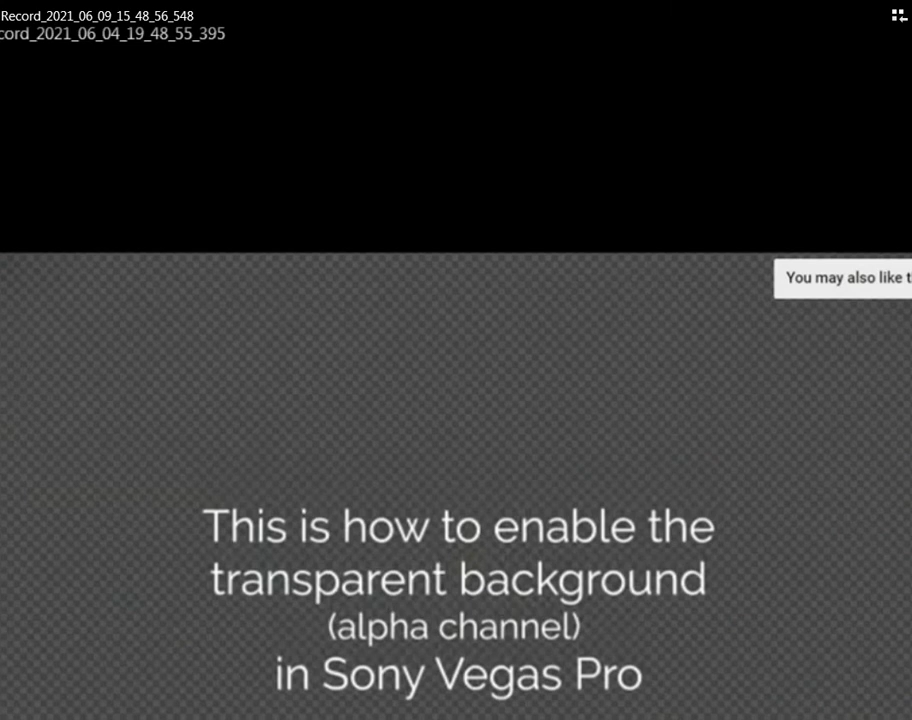 Record_2021_06_09_15_48_56_548
cord_2021_06_04_19_48_55_395
You may also like t
This is how to enable the
transparent background
(alpha channel)
in Sony Vegas Pro